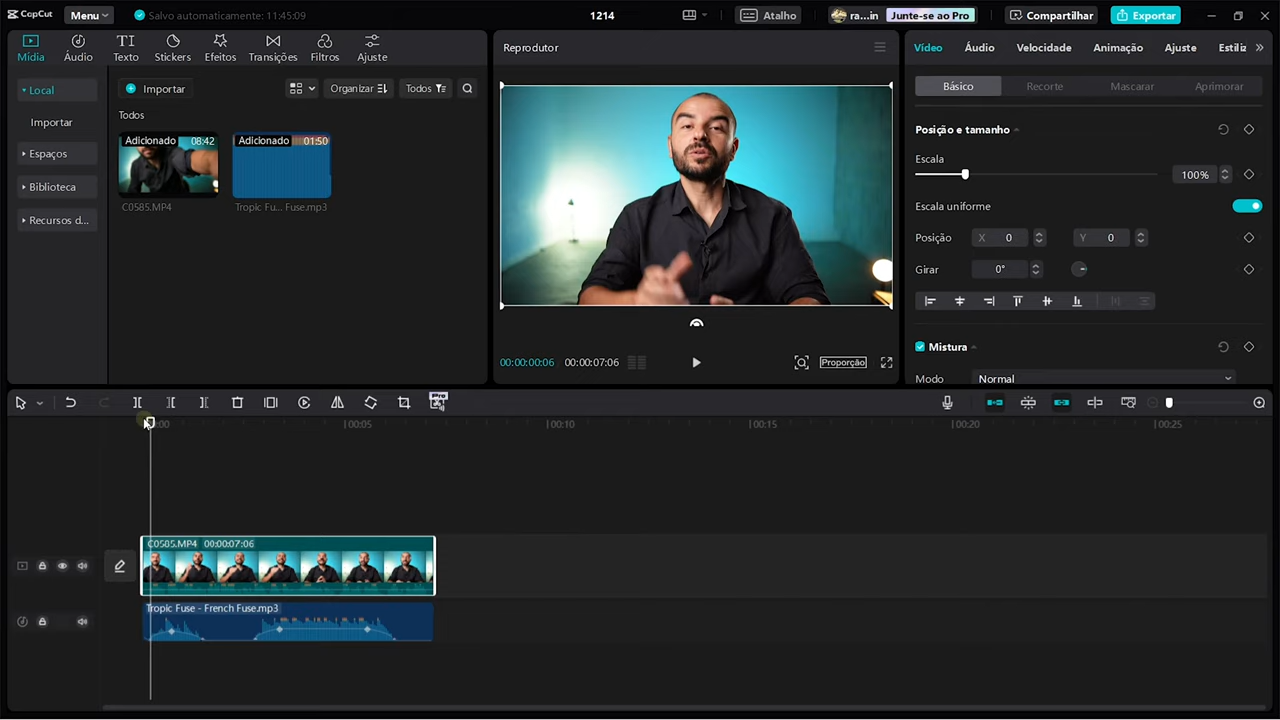 CapCut
Menu
Salvo automaticamente: 11:45:09
1214
Atalho
ra...in
Junte-se ao Pro
Compartilhar
Exportar
Mídia
Áudio
Texto
Stickers
Efeitos
Transições
Filtros
Ajuste
Local
Importar
Espaços
Biblioteca
Recursos d...
Importar
Organizar
Todos
Todos
Adicionado 08:42
Adicionado 01:50
C0585.MP4
Tropic Fu... Fuse.mp3
Reprodutor
00:00:00:06
00:00:07:06
Proporção
Vídeo
Áudio
Velocidade
Animação
Ajuste
Estiliz
Básico
Recorte
Mascarar
Aprimorar
Posição e tamanho
Escala
100%
Escala uniforme
Posição
X 0
Y 0
Girar
0°
Mistura
Modo
Normal
PRO
00:05
00:10
00:15
00:20
00:25
C0585.MP4 00:00:07:06
Tropic Fuse - French Fuse.mp3